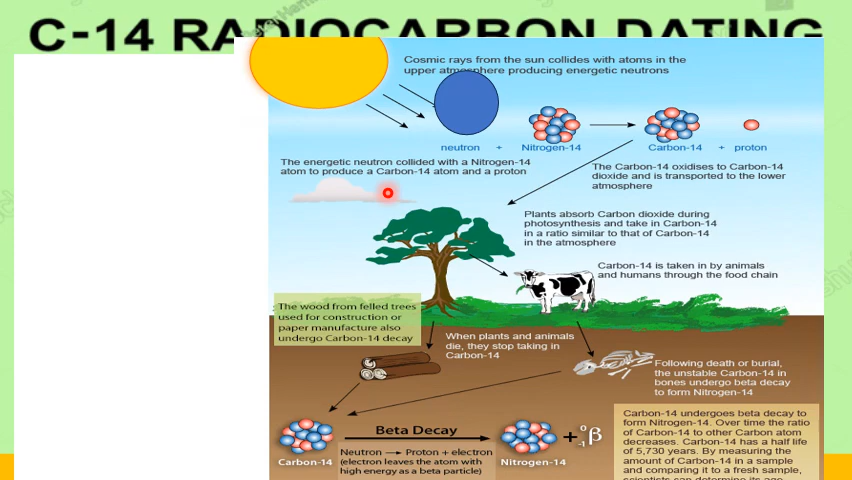 C-14 RADIOCARBON DATING
Cosmic rays from the sun collides with atoms in the
upper atmosphere producing energetic neutrons
neutron + Nitrogen-14 Carbon-14 + proton
The energetic neutron collided with a Nitrogen-14
atom to produce a Carbon-14 atom and a proton
The Carbon-14 oxidises to Carbon-14
dioxide and is transported to the lower
atmosphere
Plants absorb Carbon dioxide during
photosynthesis and take in Carbon-14
in a ratio similar to that of Carbon-14
in the atmosphere
Carbon-14 is taken in by animals
and humans through the food chain
The wood from felled trees
used for construction or
paper manufacture also
undergo Carbon-14 decay
When plants and animals
die, they stop taking in
Carbon-14
Following death or burial,
the unstable Carbon-14 in
bones undergo beta decay
to form Nitrogen-14
Beta Decay
Carbon-14
Neutron → Proton + electron
(electron leaves the atom with
high energy as a beta particle)
Nitrogen-14
+ 0 -1 β
Carbon-14 undergoes beta decay to
form Nitrogen-14. Over time the ratio
of Carbon-14 to other Carbon atom
decreases. Carbon-14 has a half life
of 5,730 years. By measuring the
amount of Carbon-14 in a sample
and comparing it to a fresh sample,
scientists can determine its age